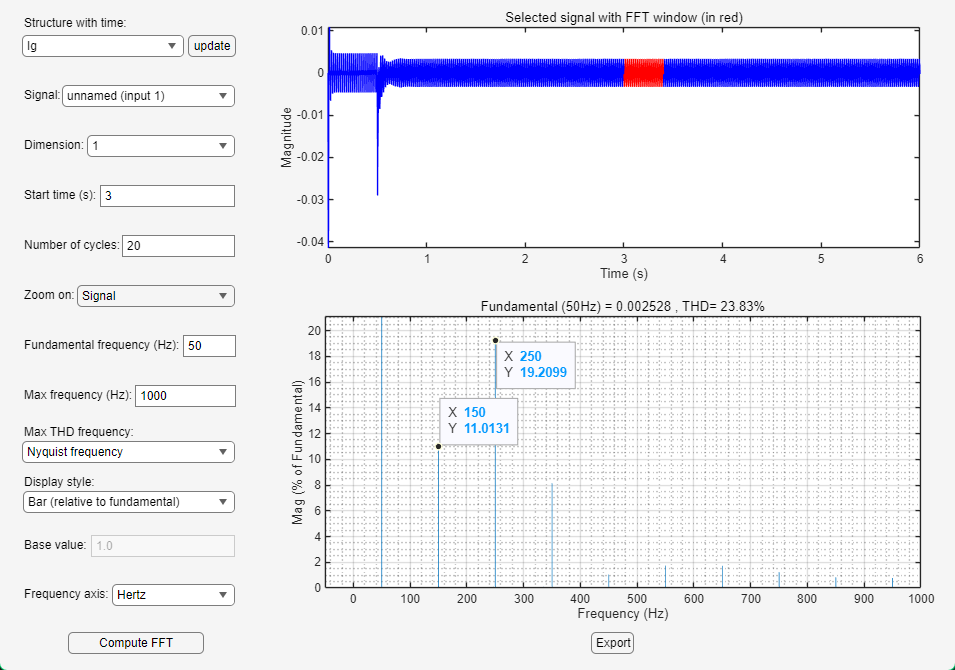 Structure with time:
Ig
update
Signal: unnamed (input 1)
Dimension: 1
Start time (s): 3
Number of cycles: 20
Zoom on: Signal
Fundamental frequency (Hz): 50
Max frequency (Hz): 1000
Max THD frequency:
Nyquist frequency
Display style:
Bar (relative to fundamental)
Base value: 1.0
Frequency axis: Hertz
Compute FFT
Selected signal with FFT window (in red)
0.01
0
-0.01
-0.02
-0.03
-0.04
Magnitude
0 1 2 3 4 5 6
Time (s)
Fundamental (50Hz) = 0.002528 , THD= 23.83%
20
18
16
14
12
10
8
6
4
2
0
Mag (% of Fundamental)
X 250
Y 19.2099
X 150
Y 11.0131
0 100 200 300 400 500 600 700 800 900 1000
Frequency (Hz)
Export